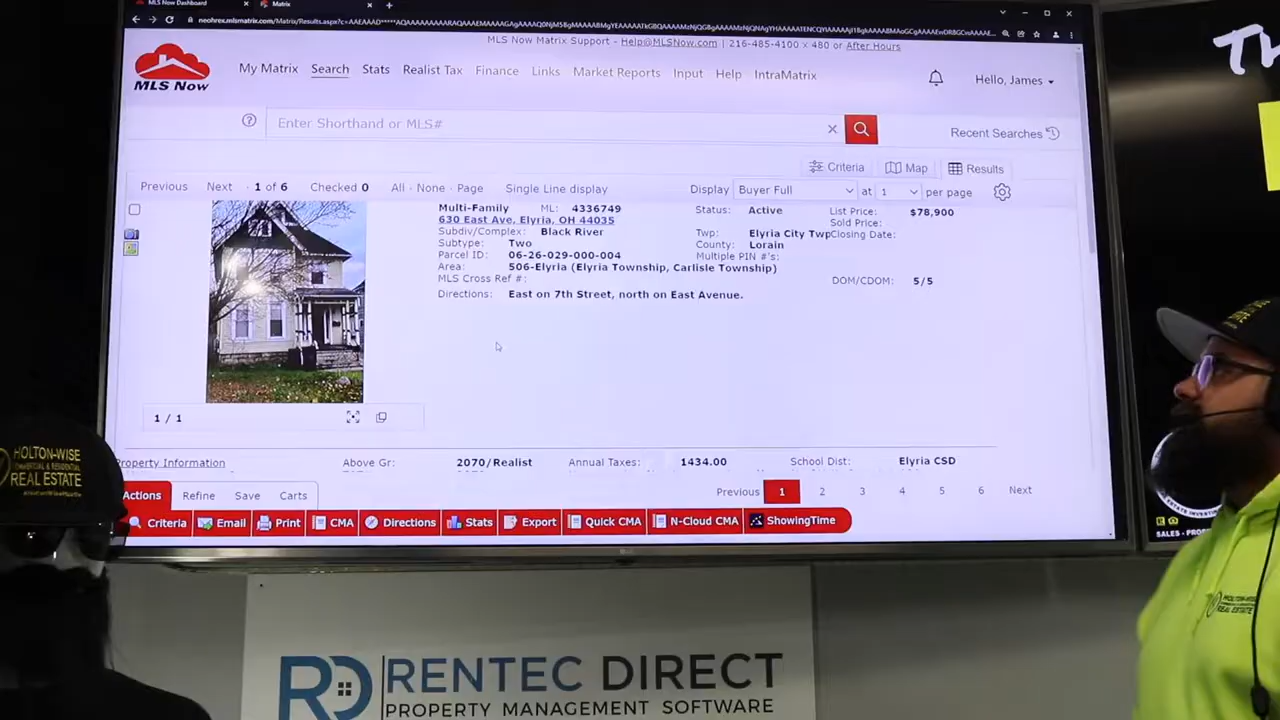 MLS Now Dashboard
Matrix
MLS Now Matrix Support - Help@MLSNow.com | 216-485-4100 x 480 or After Hours
MLS Now
My Matrix Search Stats Realist Tax Finance Links Market Reports Input Help IntraMatrix
Hello, James
Enter Shorthand or MLS#
Recent Searches
Criteria Map Results
Previous Next · 1 of 6 Checked 0 All · None · Page Single Line display Display Buyer Full at 1 per page
Multi-Family ML: 4336749 Status: Active List Price: $78,900
630 East Ave, Elyria, OH 44035 Sold Price:
Subdiv/Complex: Black River Twp: Elyria City Twp Closing Date:
Subtype: Two County: Lorain
Parcel ID: 06-26-029-000-004 Multiple PIN #'s:
Area: 506-Elyria (Elyria Township, Carlisle Township)
MLS Cross Ref #: DOM/CDOM: 5/5
Directions: East on 7th Street, north on East Avenue.
1 / 1
Property Information Above Gr: 2070/Realist Annual Taxes: 1434.00 School Dist: Elyria CSD
Actions Refine Save Carts Previous 1 2 3 4 5 6 Next
Criteria Email Print CMA Directions Stats Export Quick CMA N-Cloud CMA ShowingTime
HOLTON-WISE
COMMERCIAL & RESIDENTIAL
REAL ESTATE
RD RENTEC DIRECT
PROPERTY MANAGEMENT SOFTWARE